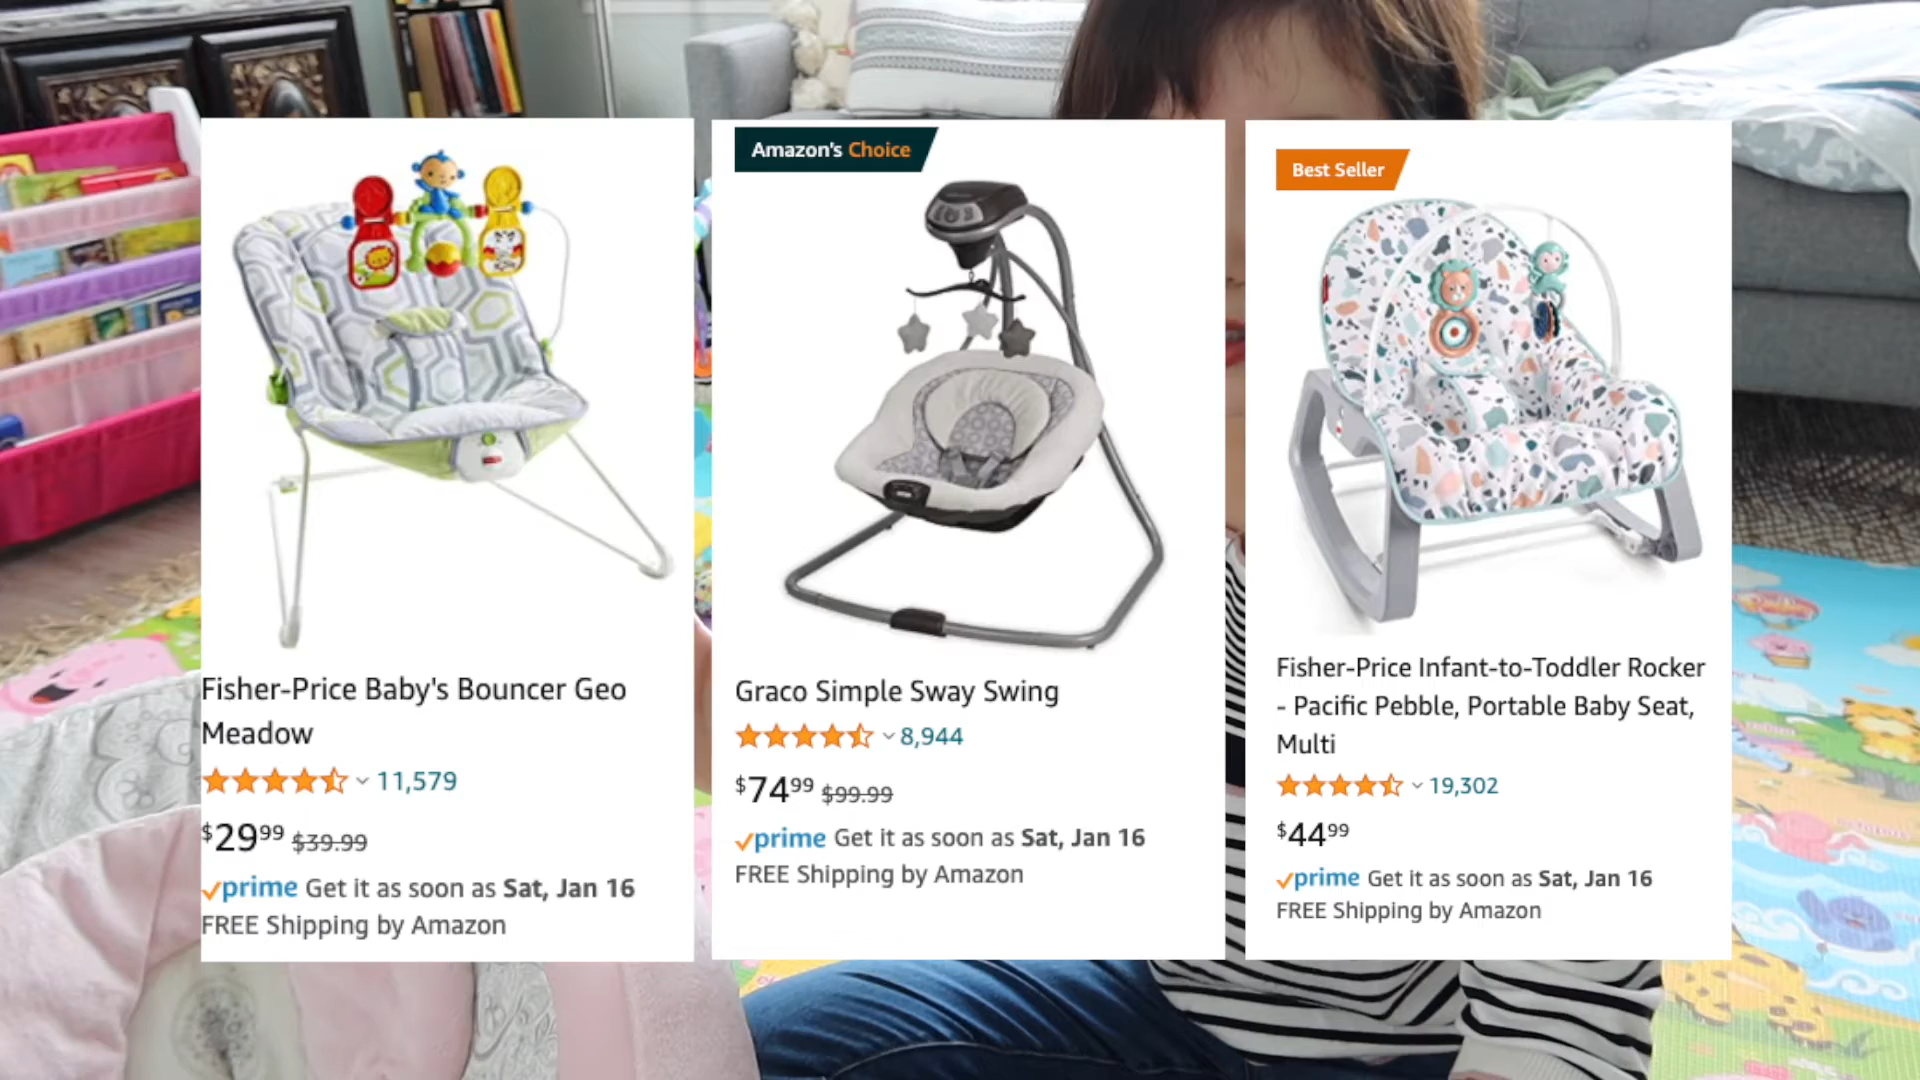 Fisher-Price Baby's Bouncer Geo
Meadow
11,579
$29.99 $39.99
prime Get it as soon as Sat, Jan 16
FREE Shipping by Amazon
Amazon's Choice
Graco Simple Sway Swing
8,944
$74.99 $99.99
prime Get it as soon as Sat, Jan 16
FREE Shipping by Amazon
Best Seller
Fisher-Price Infant-to-Toddler Rocker
- Pacific Pebble, Portable Baby Seat,
Multi
19,302
$44.99
prime Get it as soon as Sat, Jan 16
FREE Shipping by Amazon